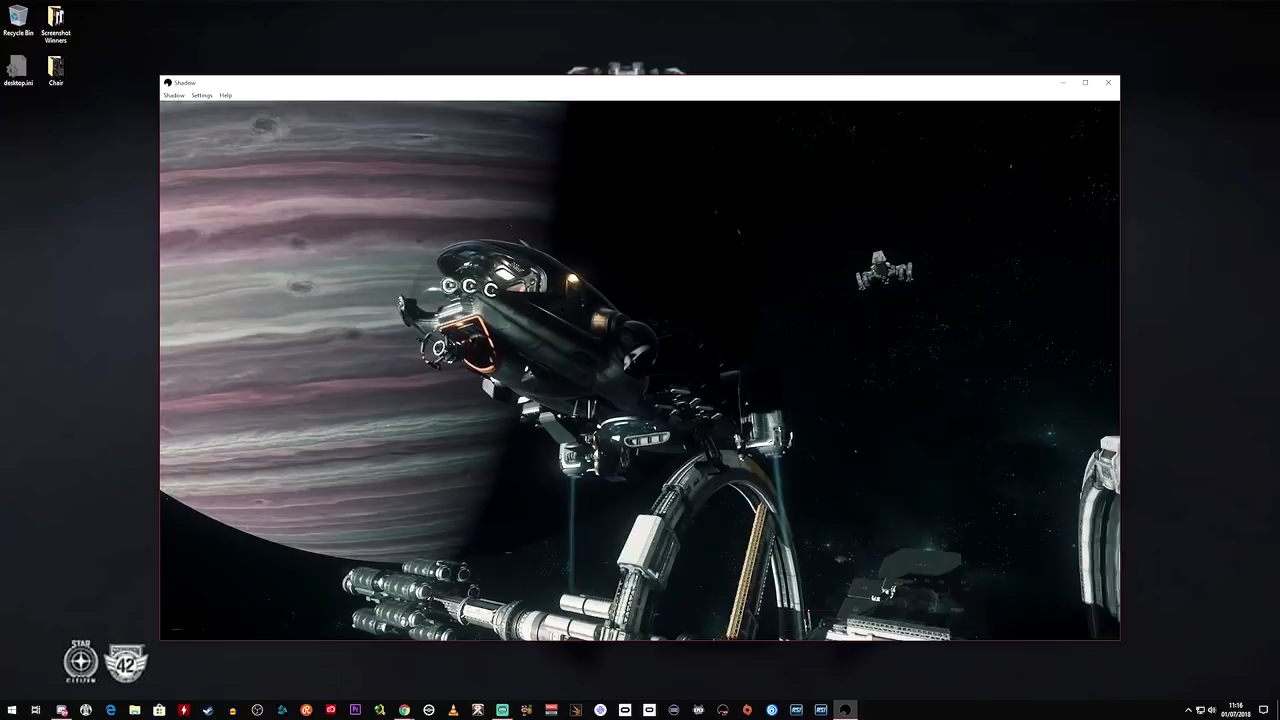 Recycle Bin
Screenshot
Winners
desktop.ini
Chair
Shadow
Shadow Settings Help
STAR
CITIZEN
42
11:16
01/07/2018